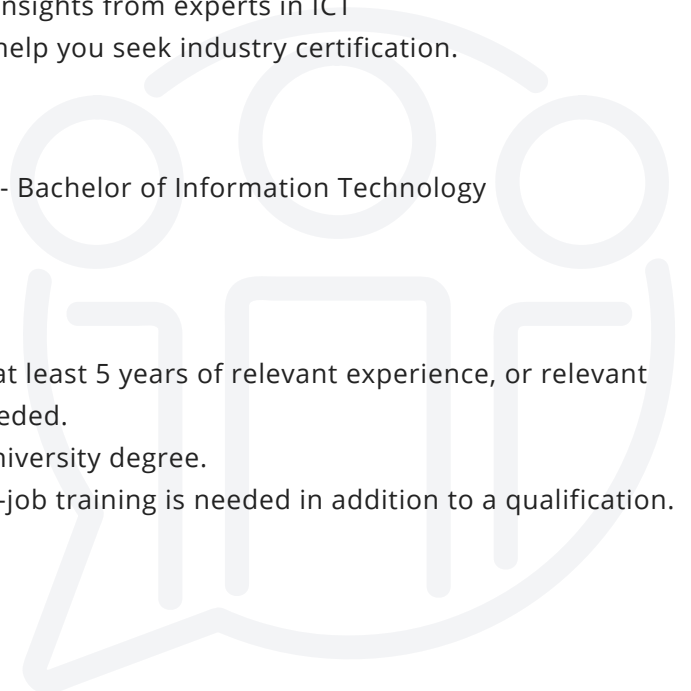 nsights from experts in ICT
help you seek industry certification.
- Bachelor of Information Technology
at least 5 years of relevant experience, or relevant
eded.
niversity degree.
-job training is needed in addition to a qualification.